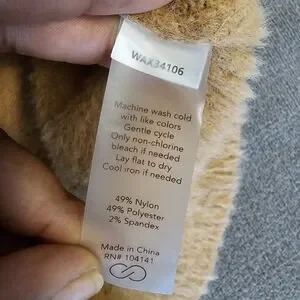 WAX34106
Machine wash cold
with like colors
Gentle cycle
Only non-chlorine
bleach if needed
Lay flat to dry
Cool iron if needed
49% Nylon
49% Polyester
2% Spandex
Made in China
RN# 104141